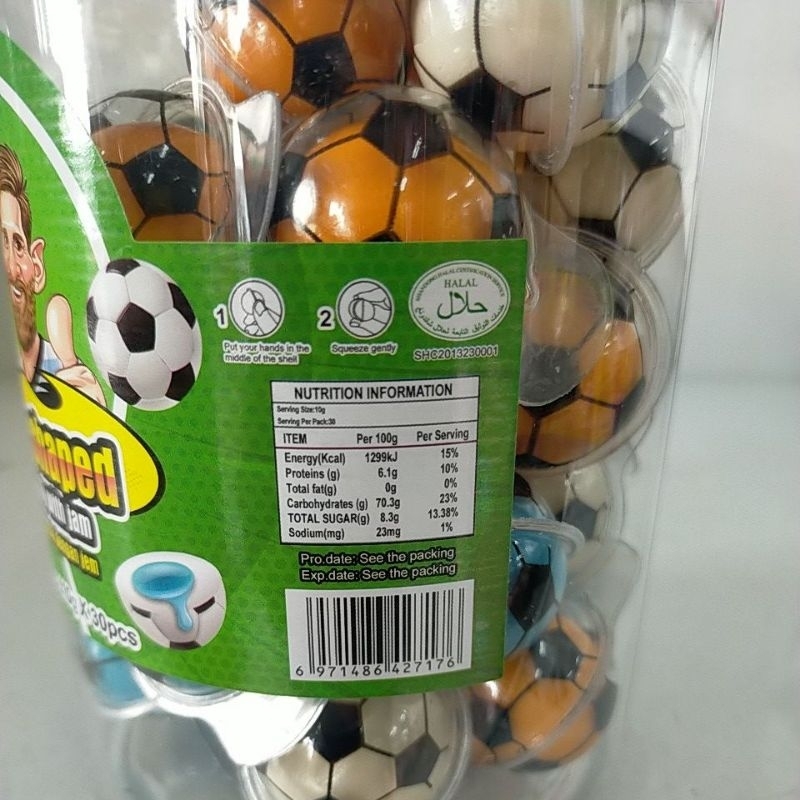 1
2
Put your hands in the
middle of the shell
Squeeze gently
HALAL
حلال
SHC2013230001
NUTRITION INFORMATION
Serving Size:10g
Serving Per Pack:30
ITEM Per 100g Per Serving
Energy(Kcal) 1299kJ 15%
Proteins (g) 6.1g 10%
Total fat(g) 0g 0%
Carbohydrates (g) 70.3g 23%
TOTAL SUGAR(g) 8.3g 13.38%
Sodium(mg) 23mg 1%
Pro.date: See the packing
Exp.date: See the packing
6 971486 427176
haped
jam
jem
X 30pcs